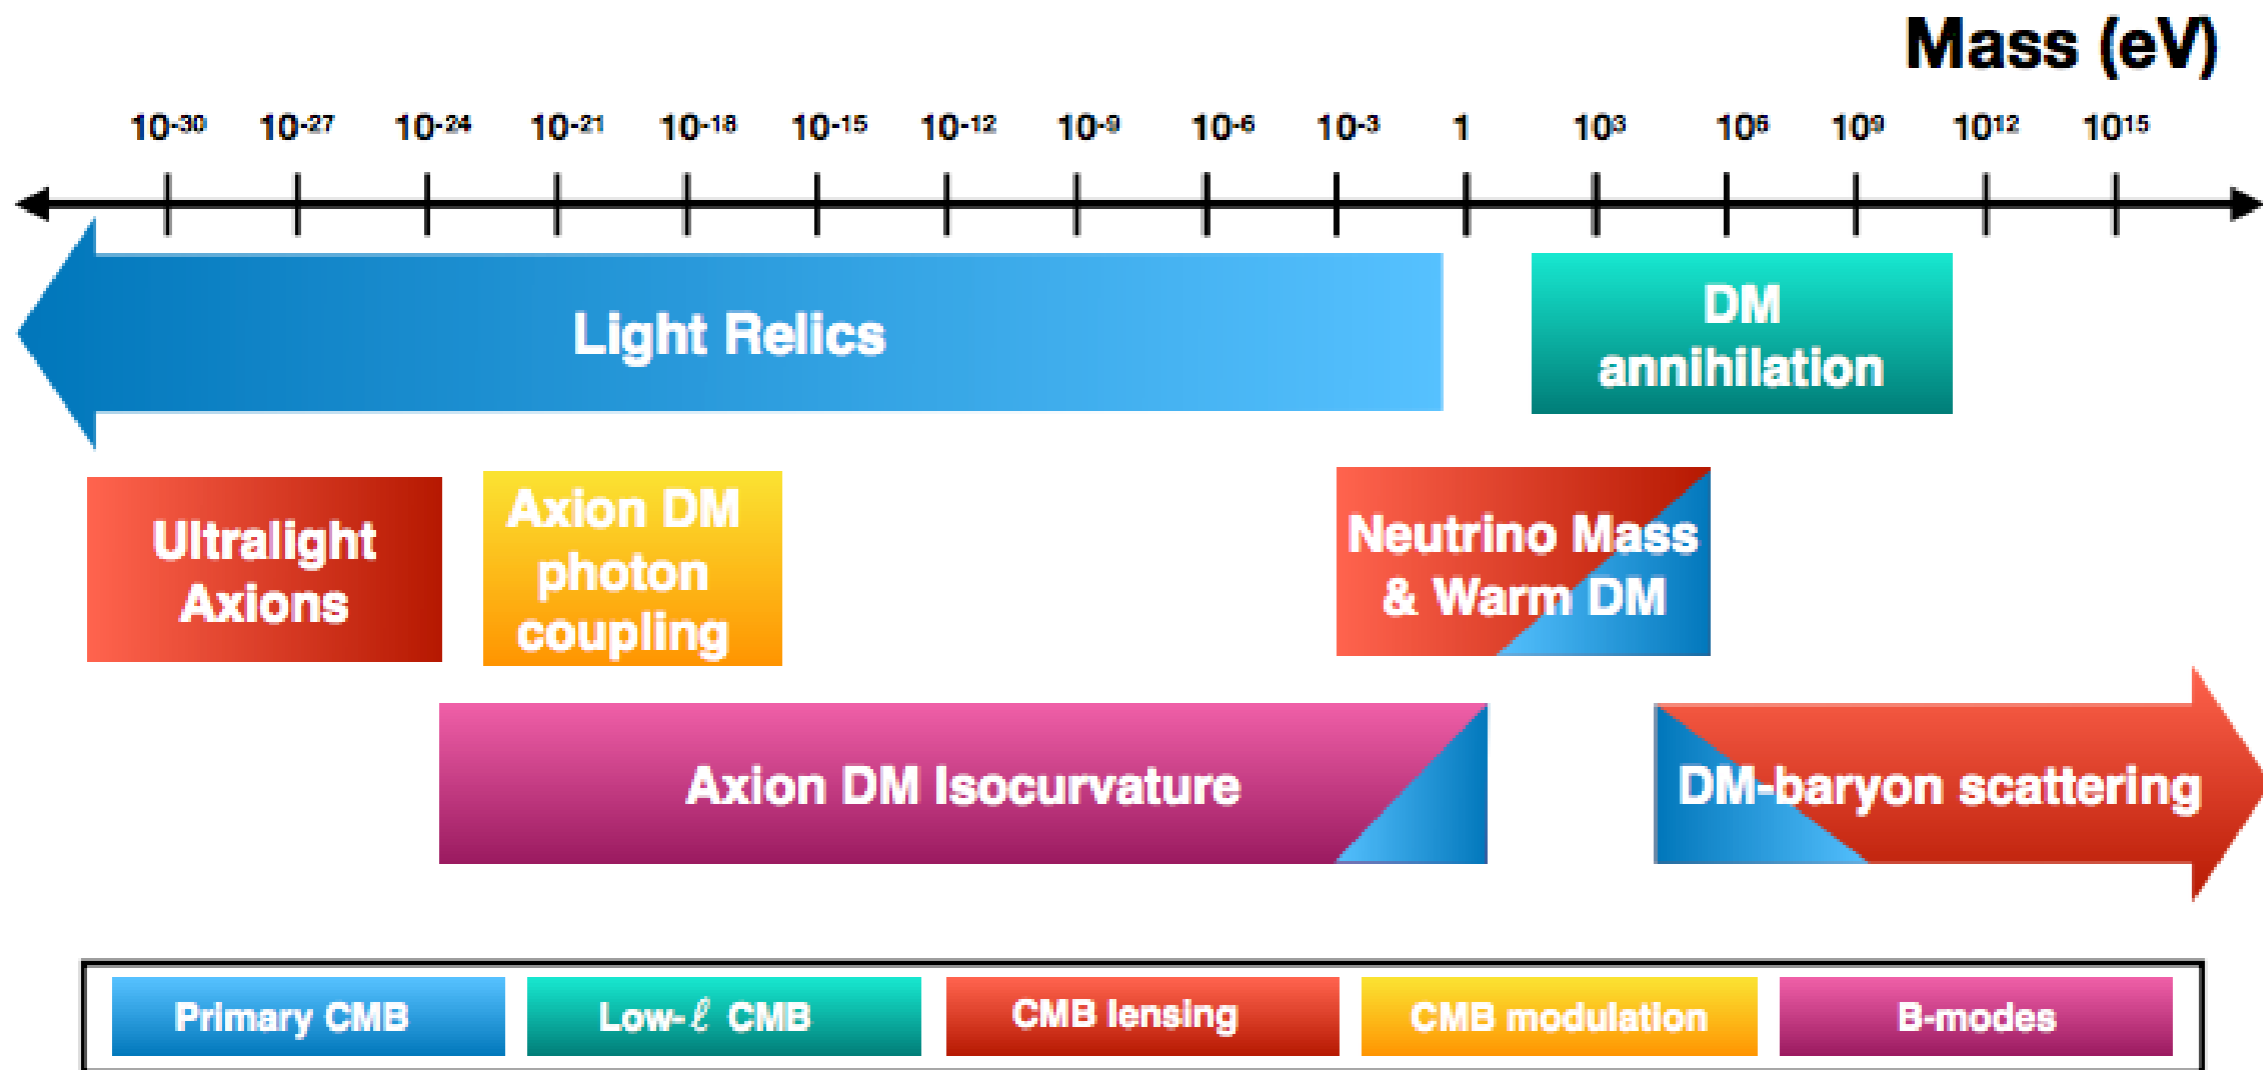 Mass (eV)
10-30 10-27 10-24 10-21 10-18 10-15 10-12 10-9 10-6 10-3 1 103 106 109 1012 1015
Light Relics
DM
annihilation
Ultralight
Axions
Axion DM
photon
coupling
Neutrino Mass
& Warm DM
Axion DM Isocurvature
DM-baryon scattering
Primary CMB
Low-ℓ CMB
CMB lensing
CMB modulation
B-modes